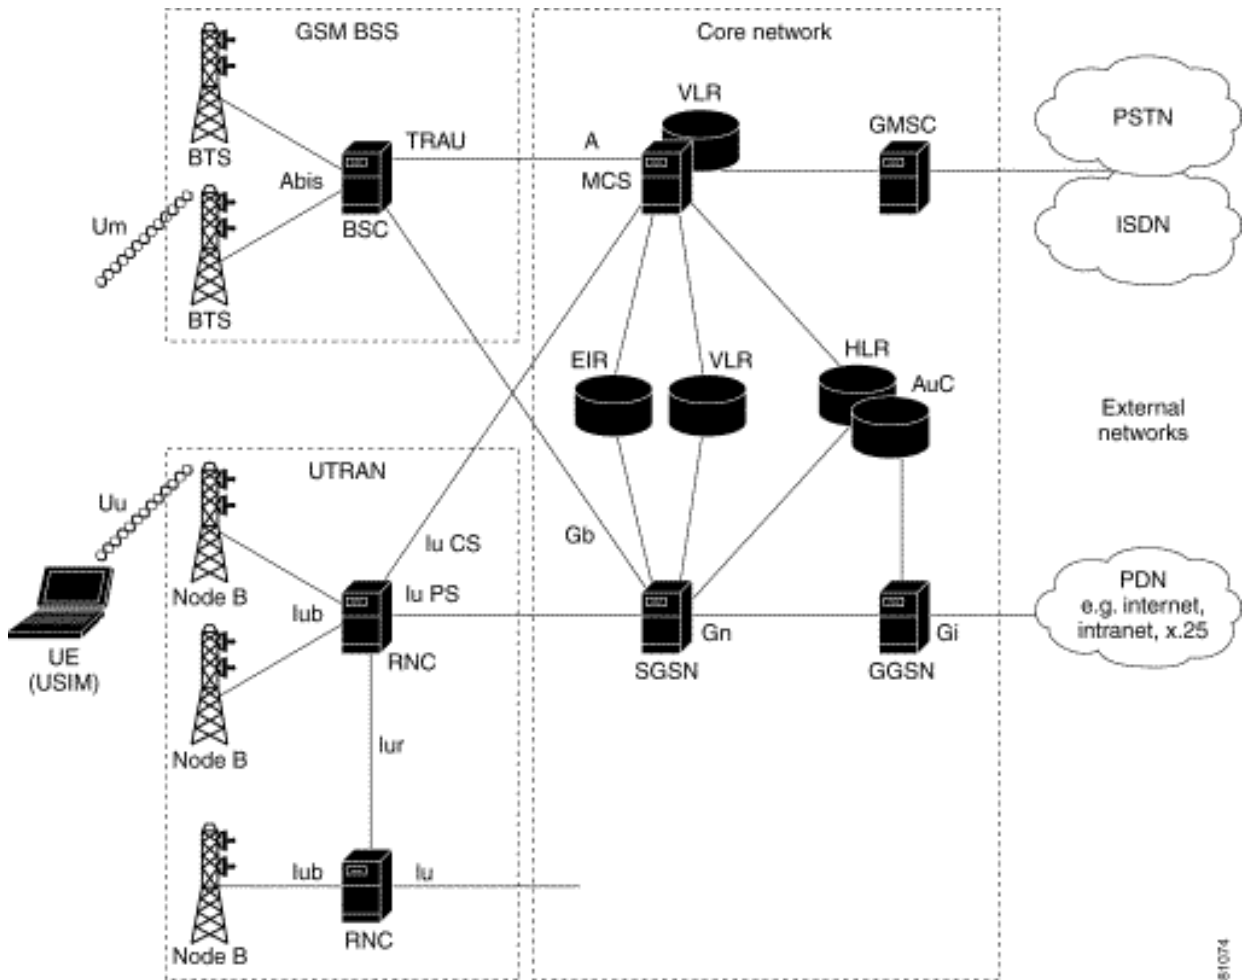 GSM BSS
Core network
VLR
GMSC
PSTN
BTS
TRAU
A
Abis
MCS
Um
BSC
ISDN
BTS
EIR
VLR
HLR
AuC
External
networks
UTRAN
Uu
Iu CS
Gb
Node B
Iu PS
PDN
e.g. internet,
intranet, x.25
Iub
Gn
Gi
UE
(USIM)
RNC
SGSN
GGSN
Iur
Node B
Iub
Iu
RNC
Node B
81074